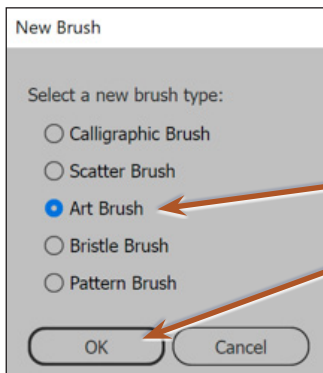 New Brush
Select a new brush type:
Calligraphic Brush
Scatter Brush
Art Brush
Bristle Brush
Pattern Brush
OK Cancel